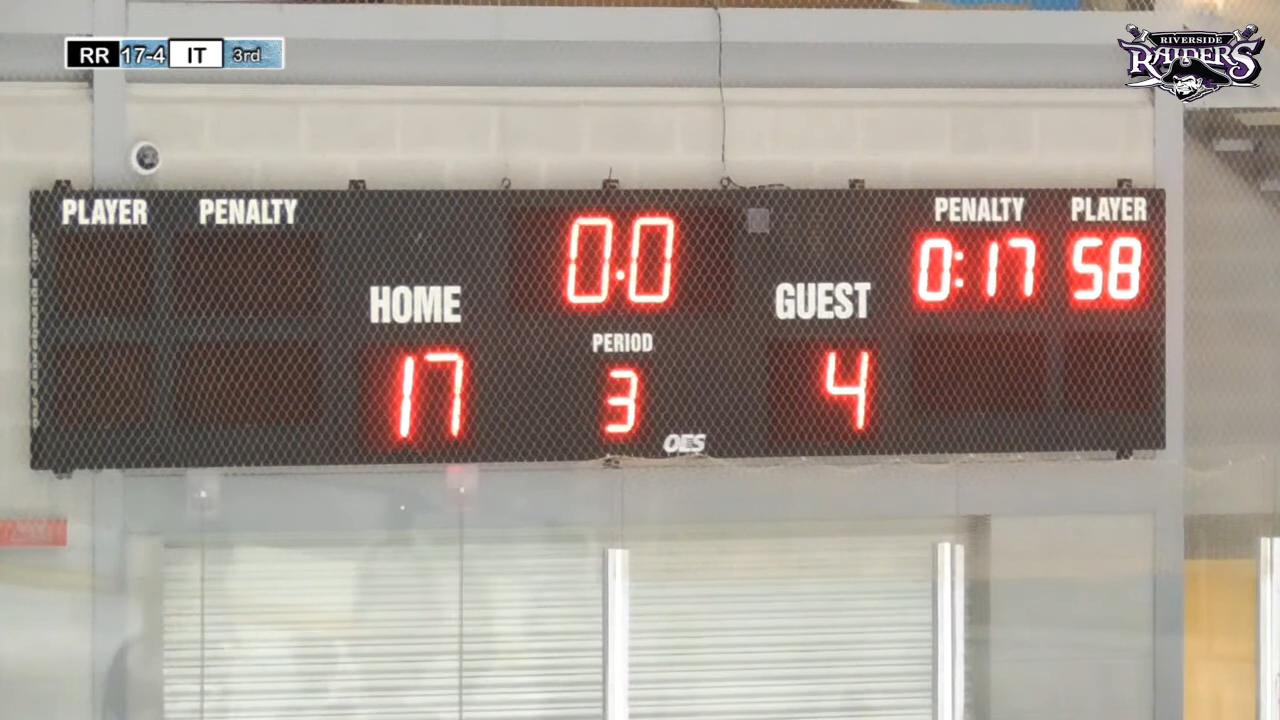 RR 17-4 IT 3rd
RIVERSIDE
RAIDERS
PLAYER PENALTY
0.0
PENALTY PLAYER
0:17 58
HOME
GUEST
PERIOD
17
3
4
OES